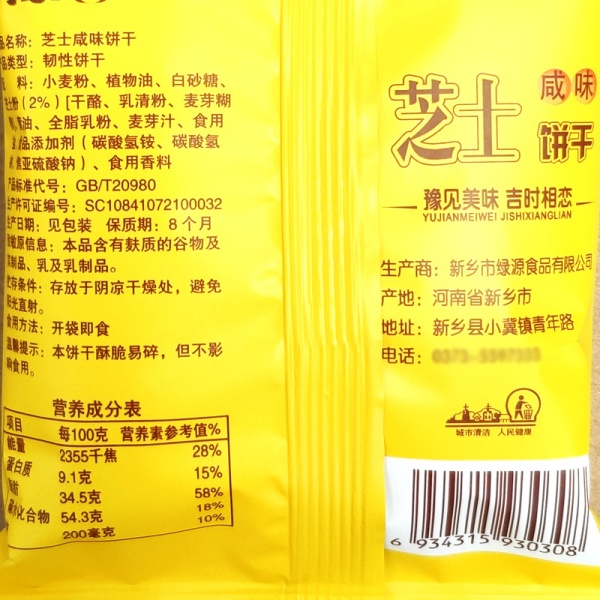 品名称：芝士咸味饼干
产品类型：韧性饼干
料：小麦粉、植物油、白砂糖、
芝士粉（2%）[干酪、乳清粉、麦芽糊
油、全脂乳粉、麦芽汁、食用
品添加剂（碳酸氢铵、碳酸氢
焦亚硫酸钠）、食用香料
产品标准代号：GB/T20980
生产许可证编号：SC10841072100032
生产日期：见包装 保质期：8个月
敏原信息：本品含有麸质的谷物及
其制品、乳及乳制品。
贮存条件：存放于阴凉干燥处，避免
阳光直射。
食用方法：开袋即食
温馨提示：本饼干酥脆易碎，但不影
响食用。
营养成分表
项目 每100克 营养素参考值%
能量 2355千焦 28%
蛋白质 9.1克 15%
脂肪 34.5克 58%
碳水化合物 54.3克 18%
200毫克 10%
芝士 咸味
饼干
豫见美味 吉时相恋
YUJIANMEIWEI JISHIXIANGLIAN
生产商：新乡市绿源食品有限公司
产地：河南省新乡市
地址：新乡县小冀镇青年路
电话：
城市清洁 人民健康
6 934315 930308